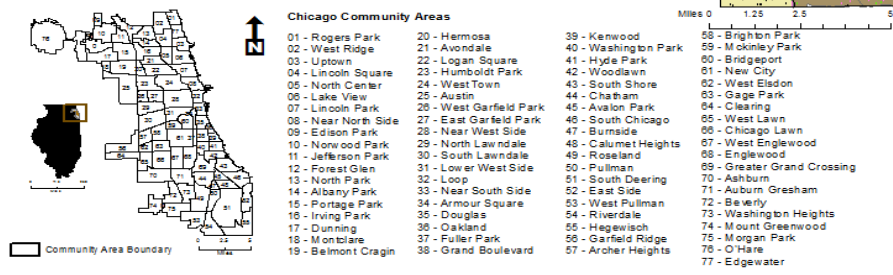 Chicago Community Areas
01 - Rogers Park
02 - West Ridge
03 - Uptown
04 - Lincoln Square
05 - North Center
06 - Lake View
07 - Lincoln Park
08 - Near North Side
09 - Edison Park
10 - Norwood Park
11 - Jefferson Park
12 - Forest Glen
13 - North Park
14 - Albany Park
15 - Portage Park
16 - Irving Park
17 - Dunning
18 - Montclare
19 - Belmont Cragin
20 - Hermosa
21 - Avondale
22 - Logan Square
23 - Humboldt Park
24 - West Town
25 - Austin
26 - West Garfield Park
27 - East Garfield Park
28 - Near West Side
29 - North Lawndale
30 - South Lawndale
31 - Lower West Side
32 - Loop
33 - Near South Side
34 - Armour Square
35 - Douglas
36 - Oakland
37 - Fuller Park
38 - Grand Boulevard
39 - Kenwood
40 - Washington Park
41 - Hyde Park
42 - Woodlawn
43 - South Shore
44 - Chatham
45 - Avalon Park
46 - South Chicago
47 - Burnside
48 - Calumet Heights
49 - Roseland
50 - Pullman
51 - South Deering
52 - East Side
53 - West Pullman
54 - Riverdale
55 - Hegewisch
56 - Garfield Ridge
57 - Archer Heights
58 - Brighton Park
59 - Mckinley Park
60 - Bridgeport
61 - New City
62 - West Elsdon
63 - Gage Park
64 - Clearing
65 - West Lawn
66 - Chicago Lawn
67 - West Englewood
68 - Englewood
69 - Greater Grand Crossing
70 - Ashburn
71 - Auburn Gresham
72 - Beverly
73 - Washington Heights
74 - Mount Greenwood
75 - Morgan Park
76 - O'Hare
77 - Edgewater
Miles 0 1.25 2.5 5
N
Community Area Boundary
0 2.5 5
Miles